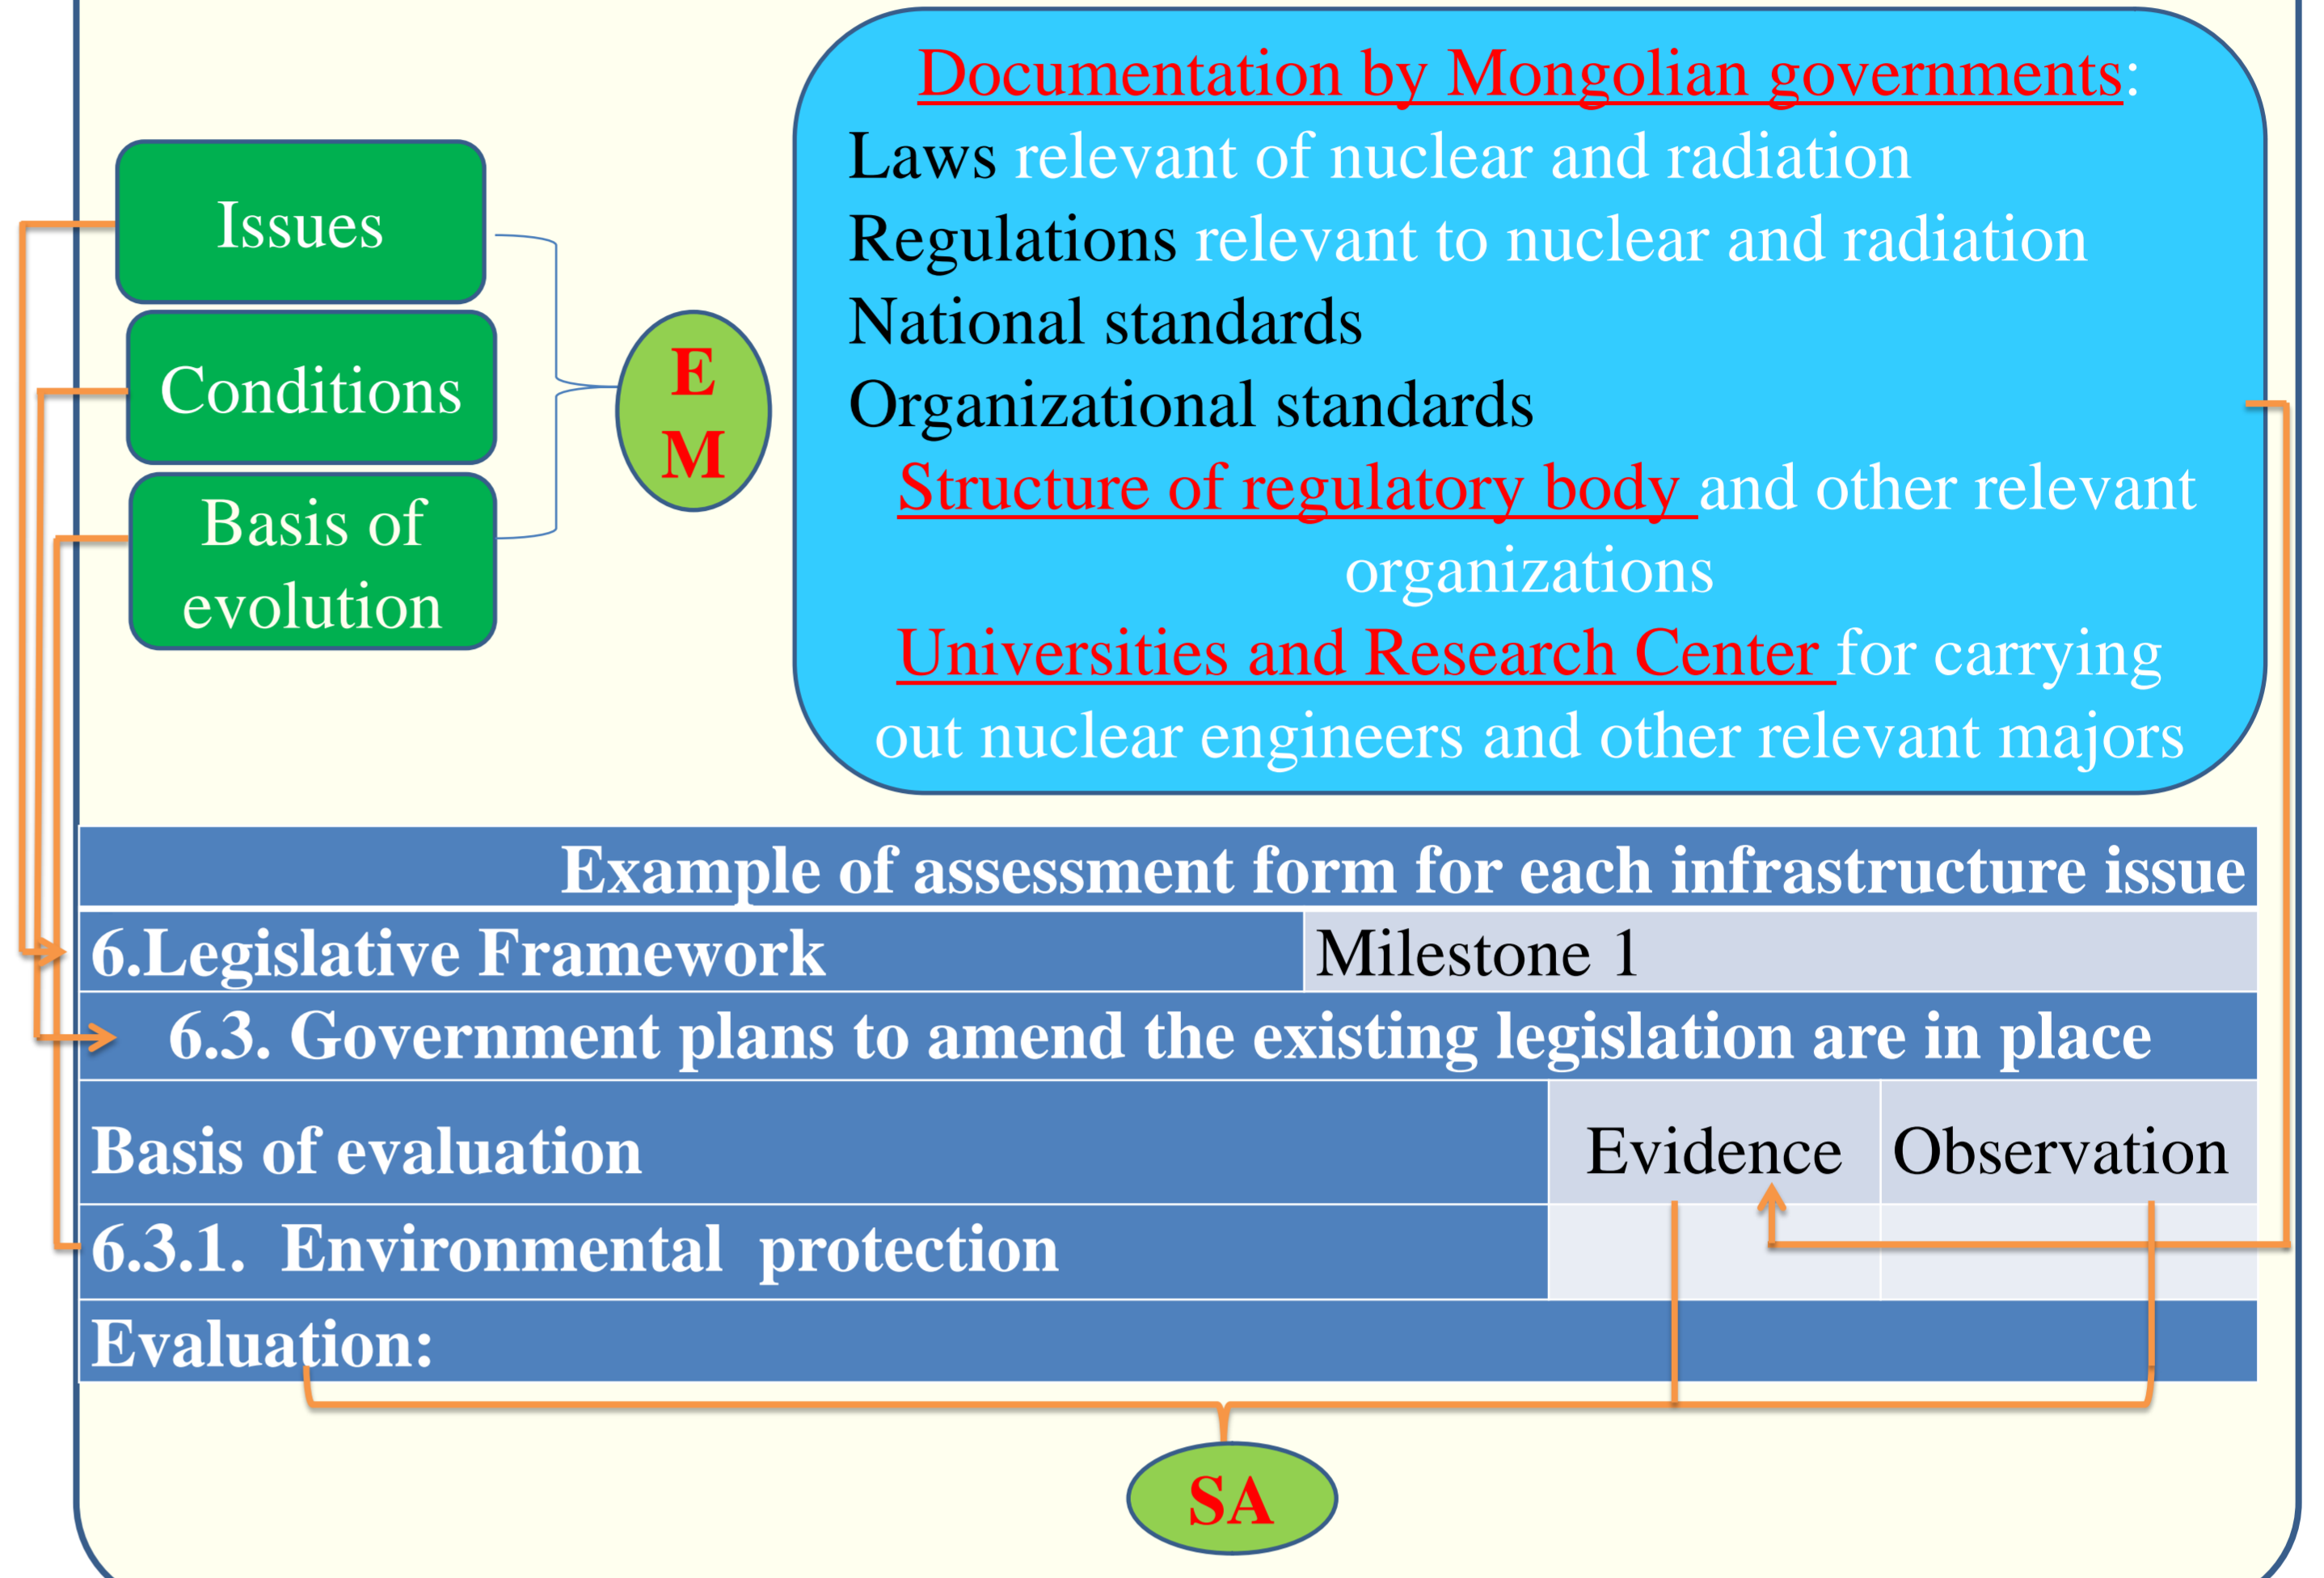 Issues
Conditions
Basis of
evolution
E
M
Documentation by Mongolian governments:
Laws relevant of nuclear and radiation
Regulations relevant to nuclear and radiation
National standards
Organizational standards
Structure of regulatory body and other relevant
organizations
Universities and Research Center for carrying
out nuclear engineers and other relevant majors
Example of assessment form for each infrastructure issue
6.Legislative Framework Milestone 1
6.3. Government plans to amend the existing legislation are in place
Basis of evaluation Evidence Observation
6.3.1. Environmental protection
Evaluation:
SA